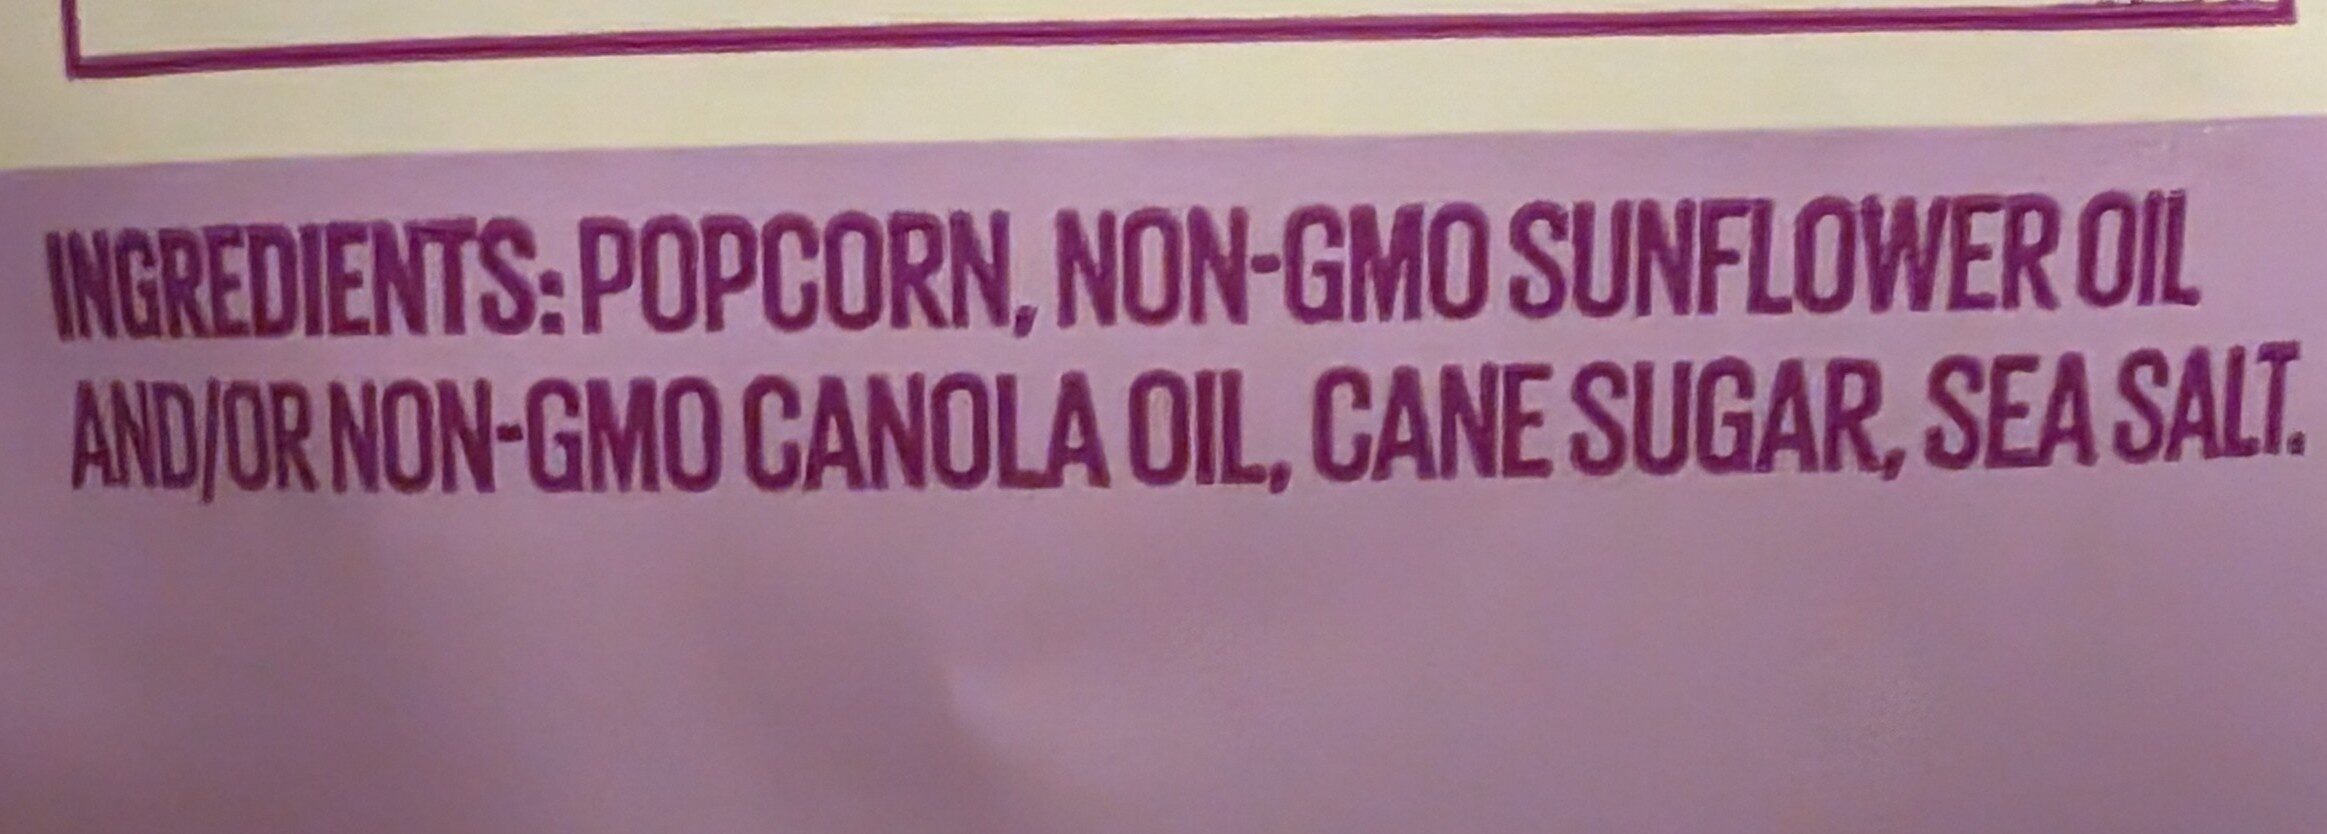 INGREDIENTS: POPCORN, NON-GMO SUNFLOWER OIL
AND/OR NON-GMO CANOLA OIL, CANE SUGAR, SEA SALT.